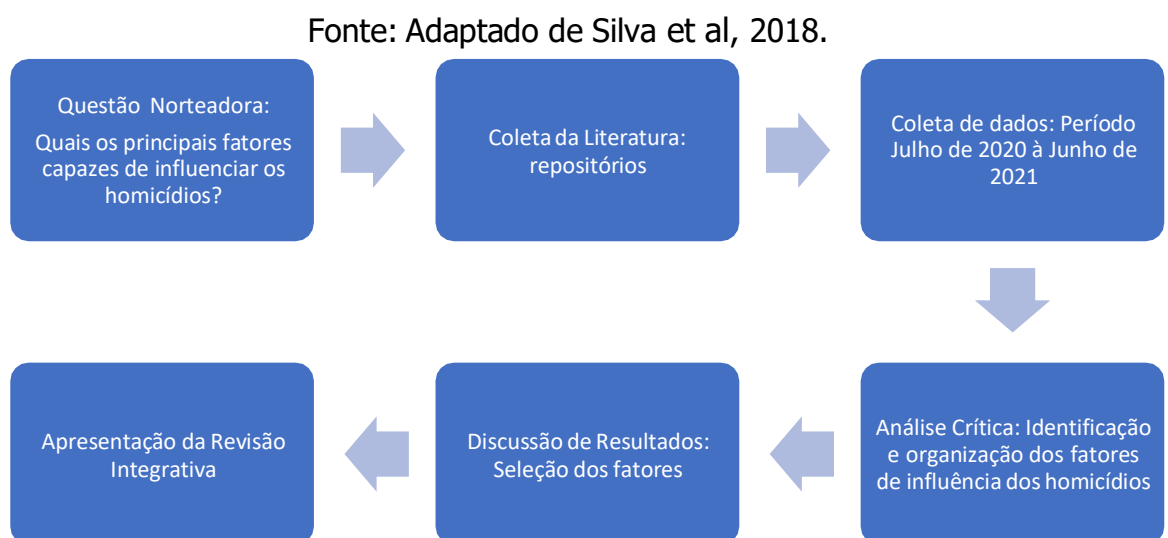 Fonte: Adaptado de Silva et al, 2018.
Questão Norteadora:
Quais os principais fatores
capazes de influenciar os
homicídios?
Coleta da Literatura:
repositórios
Coleta de dados: Período
Julho de 2020 à Junho de
2021
Análise Crítica: Identificação
e organização dos fatores
de influência dos homicídios
Discussão de Resultados:
Seleção dos fatores
Apresentação da Revisão
Integrativa